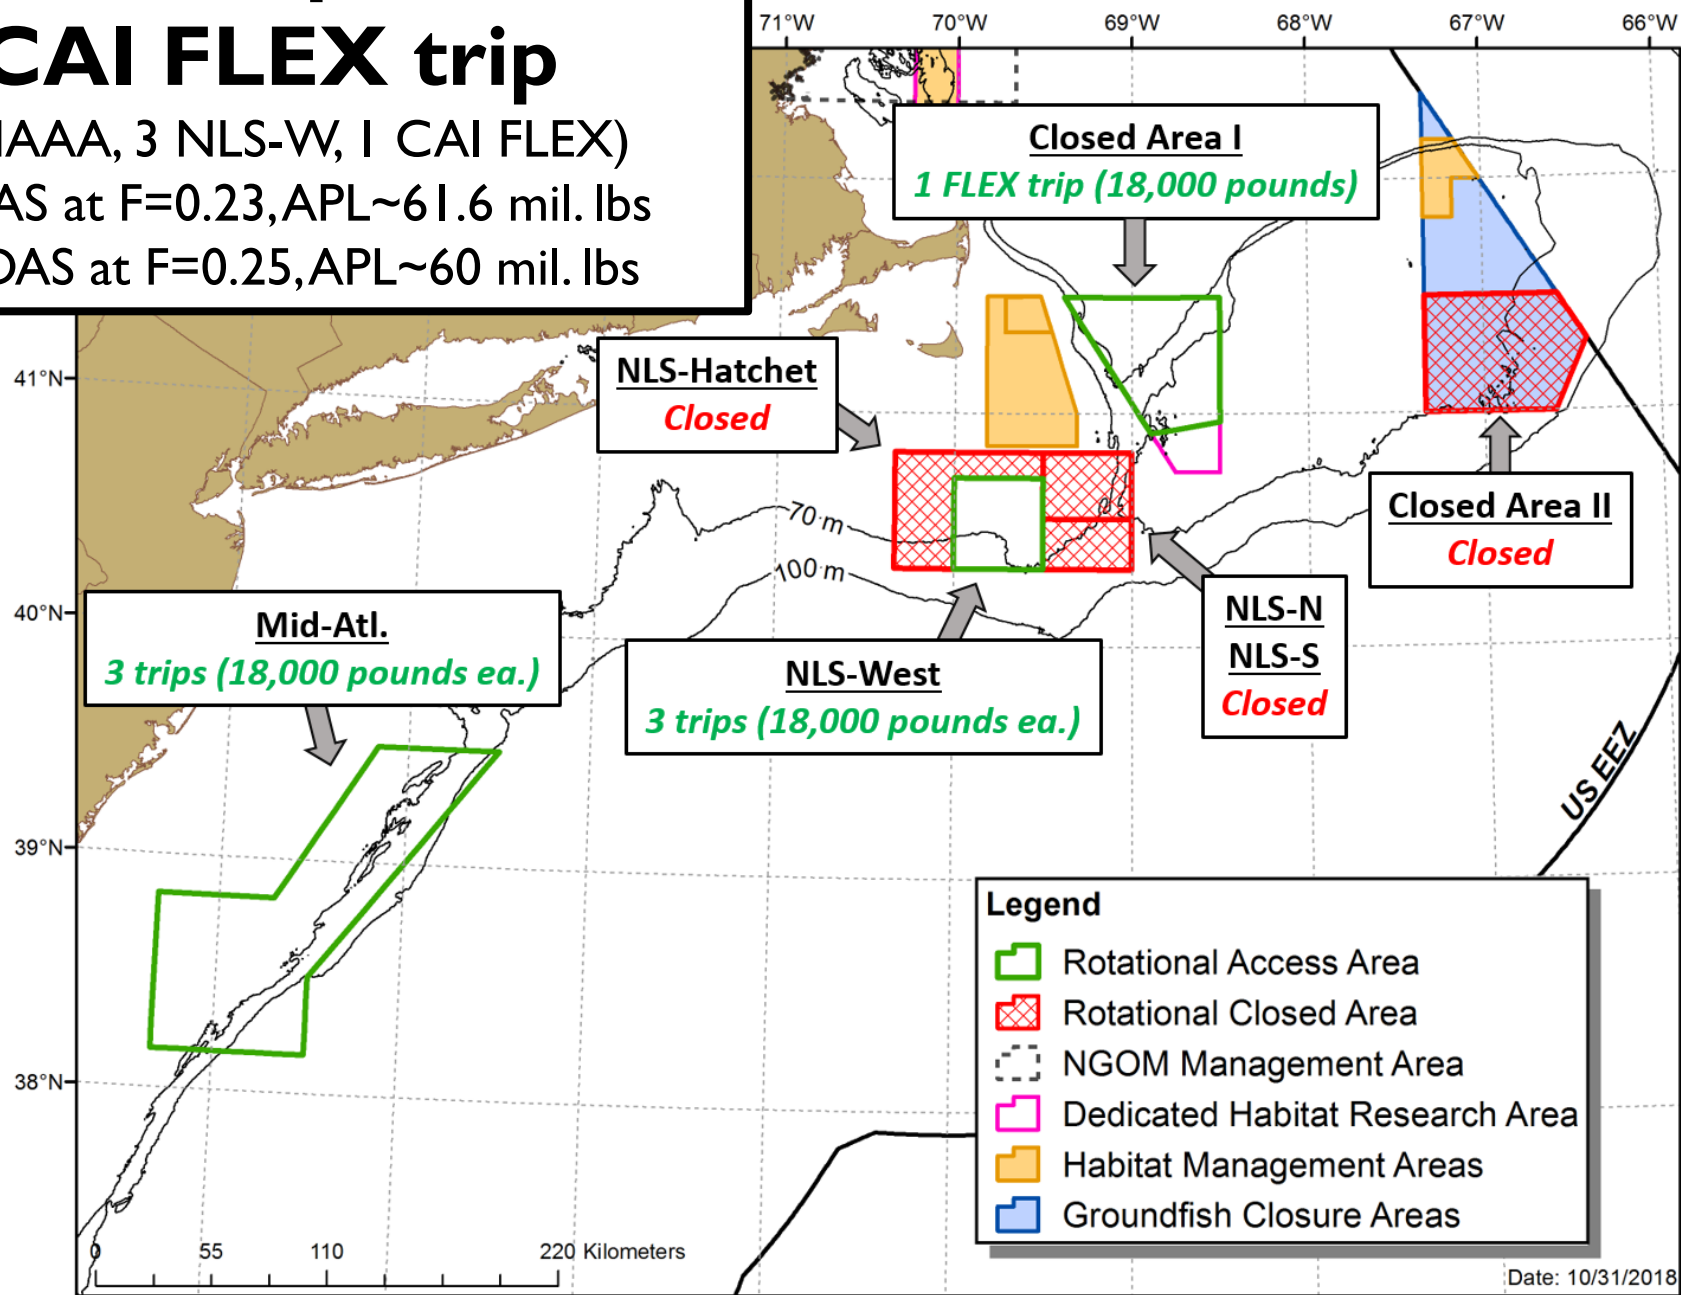 CAI FLEX trip
3 NLS-W, 1 CAI FLEX)
at F=0.23, APL~61.6 mil. lbs
at F=0.25, APL~60 mil. lbs
71°W
70°W
69°W
68°W
67°W
66°W
Closed Area I
1 FLEX trip (18,000 pounds)
41°N
NLS-Hatchet
Closed
70 m
100 m
Closed Area II
Closed
40°N
Mid-Atl.
3 trips (18,000 pounds ea.)
NLS-West
3 trips (18,000 pounds ea.)
NLS-N
NLS-S
Closed
US EEZ
39°N
38°N
Legend
Rotational Access Area
Rotational Closed Area
NGOM Management Area
Dedicated Habitat Research Area
Habitat Management Areas
Groundfish Closure Areas
0 55 110 220 Kilometers
Date: 10/31/2018